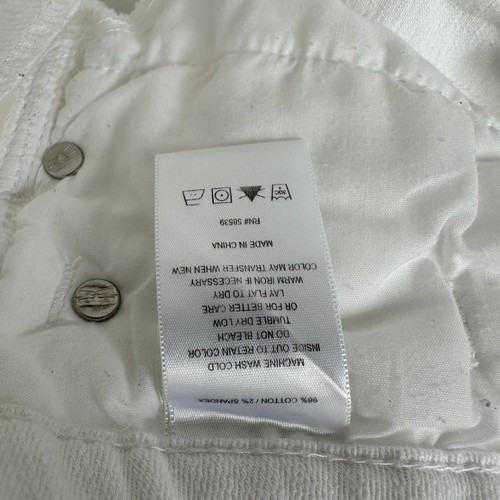 98% COTTON / 2% SPANDEX
MACHINE WASH COLD
INSIDE OUT TO RETAIN COLOR
DO NOT BLEACH
TUMBLE DRY LOW
OR FOR BETTER CARE
LAY FLAT TO DRY
WARM IRON IF NECESSARY
COLOR MAY TRANSFER WHEN NEW
MADE IN CHINA
RN# 58539